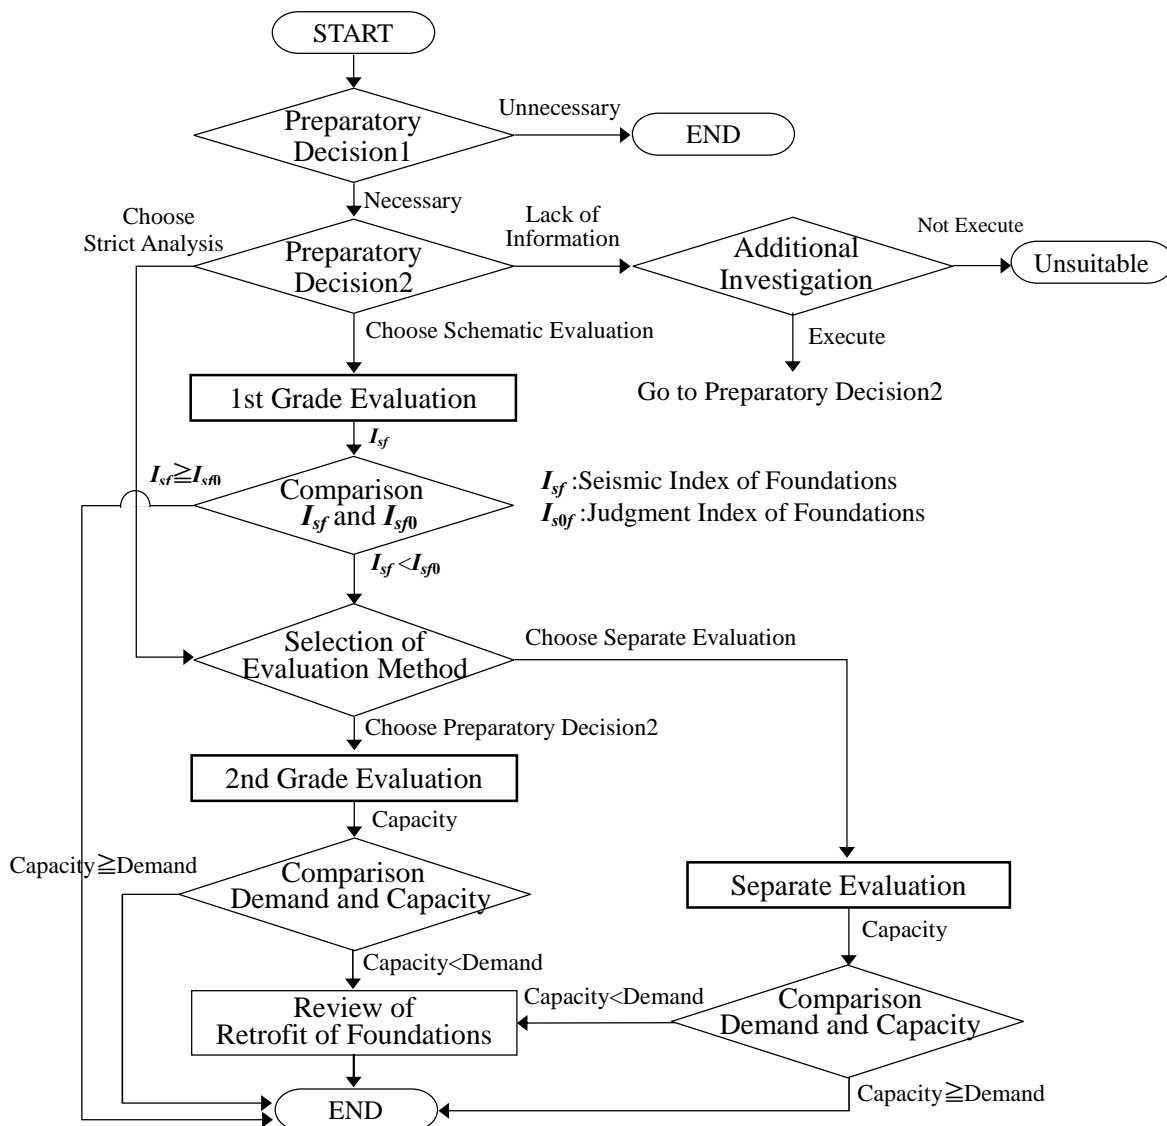 START
Preparatory
Decision1
Unnecessary
END
Necessary
Choose
Strict Analysis
Preparatory
Decision2
Lack of
Information
Additional
Investigation
Not Execute
Unsuitable
Choose Schematic Evaluation
Execute
Go to Preparatory Decision2
1st Grade Evaluation
Isf
Isf≧Isf0
Comparison
Isf and Isf0
Isf :Seismic Index of Foundations
Is0f :Judgment Index of Foundations
Isf <Isf0
Selection of
Evaluation Method
Choose Separate Evaluation
Choose Preparatory Decision2
2nd Grade Evaluation
Capacity
Capacity≧Demand
Comparison
Demand and Capacity
Separate Evaluation
Capacity
Capacity<Demand
Review of
Retrofit of Foundations
Capacity<Demand
Comparison
Demand and Capacity
Capacity≧Demand
END